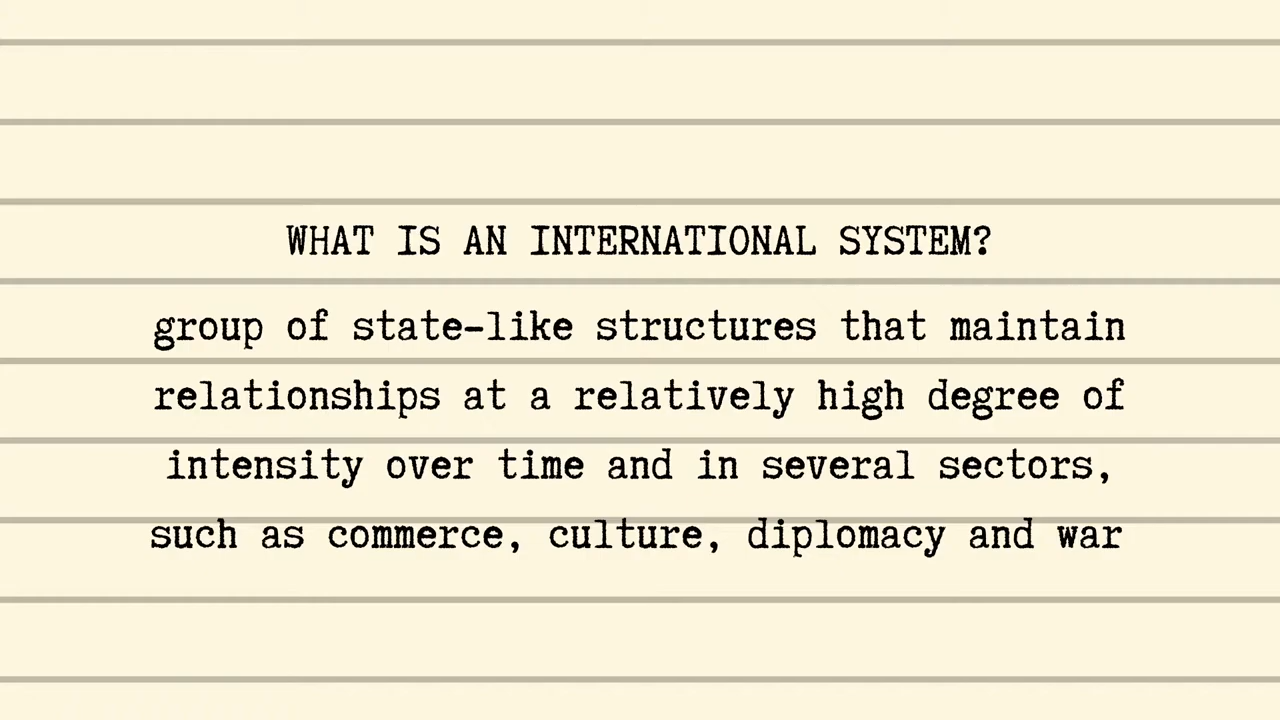 WHAT IS AN INTERNATIONAL SYSTEM?
group of state-like structures that maintain
relationships at a relatively high degree of
intensity over time and in several sectors,
such as commerce, culture, diplomacy and war